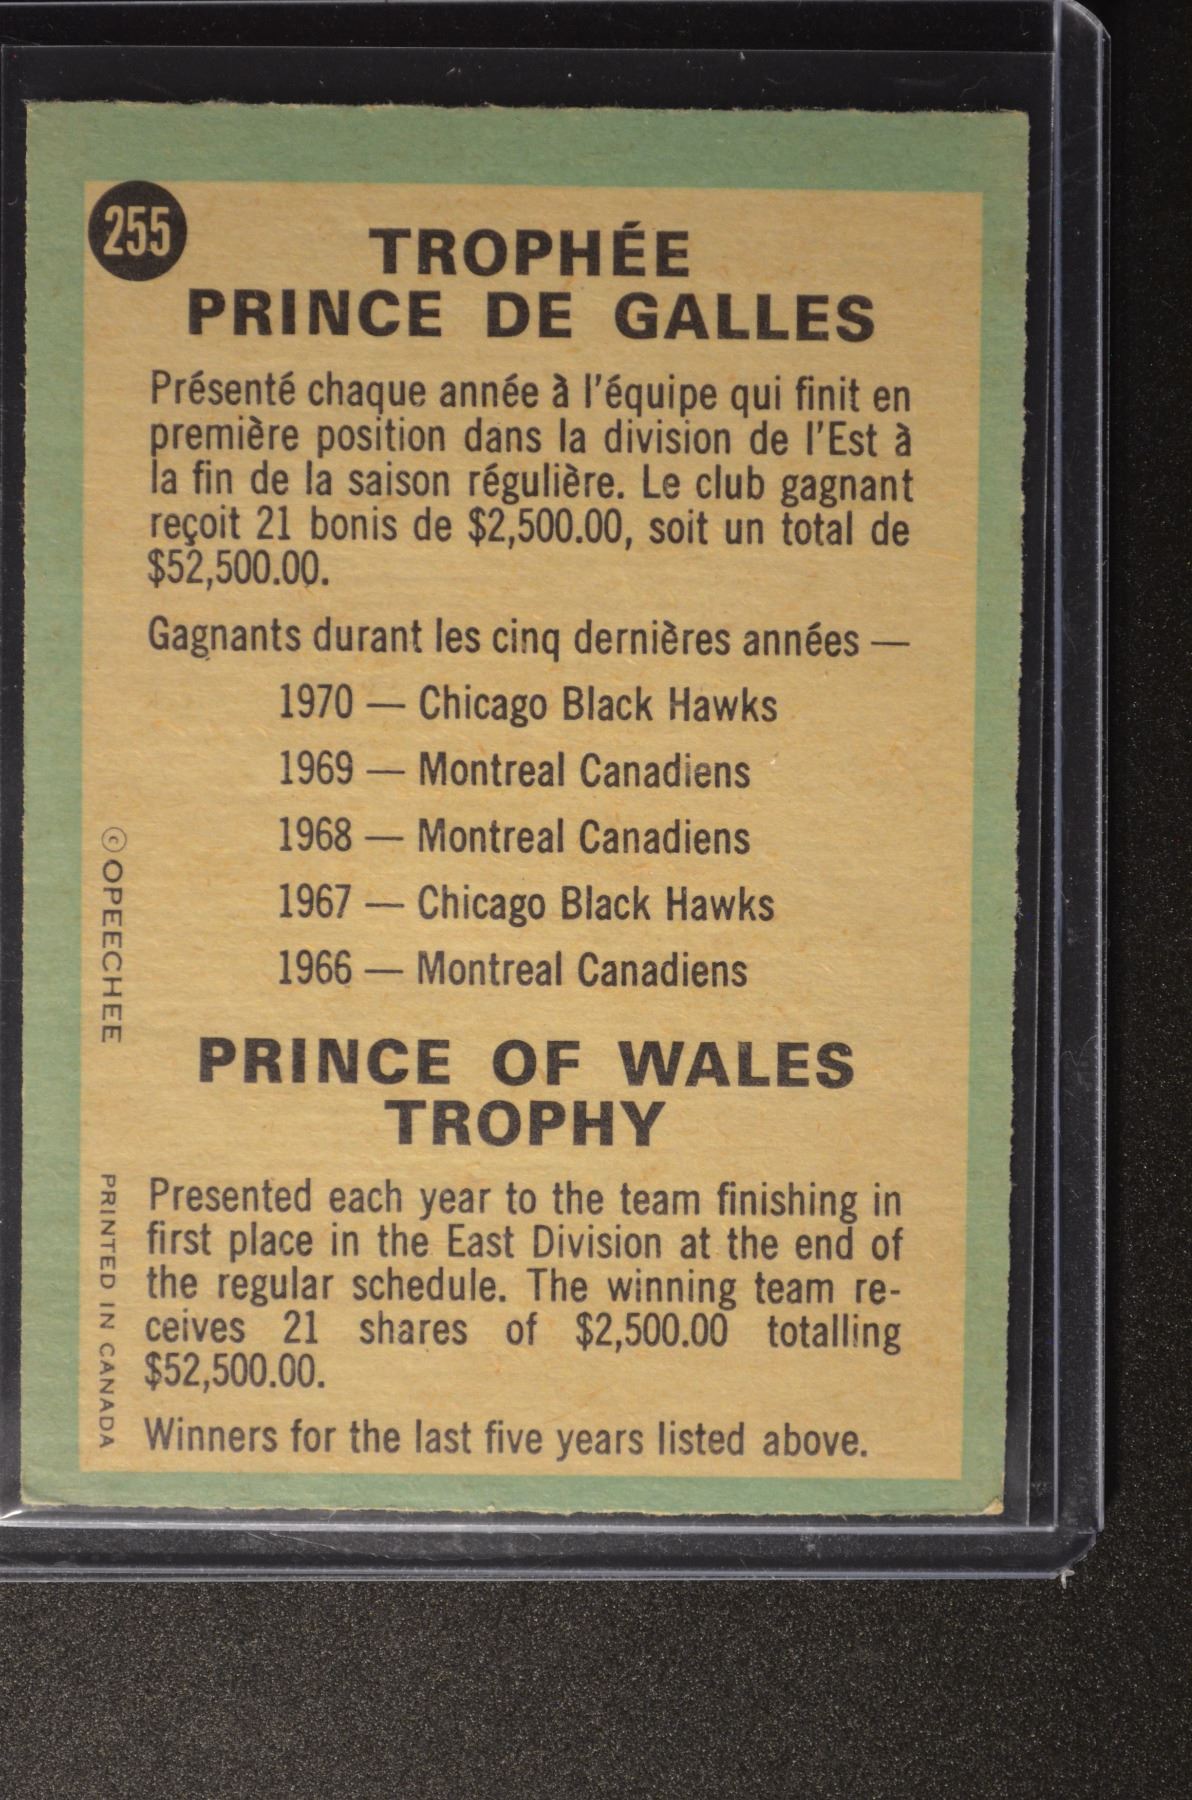 255
TROPHÉE
PRINCE DE GALLES
Présenté chaque année à l'équipe qui finit en
première position dans la division de l'Est à
la fin de la saison régulière. Le club gagnant
reçoit 21 bonis de $2,500.00, soit un total de
$52,500.00.
Gagnants durant les cinq dernières années —
1970 — Chicago Black Hawks
1969 — Montreal Canadiens
1968 — Montreal Canadiens
1967 — Chicago Black Hawks
1966 — Montreal Canadiens
PRINCE OF WALES
TROPHY
Presented each year to the team finishing in
first place in the East Division at the end of
the regular schedule. The winning team re-
ceives 21 shares of $2,500.00 totalling
$52,500.00.
Winners for the last five years listed above.
©OPEECHEE
PRINTED IN CANADA